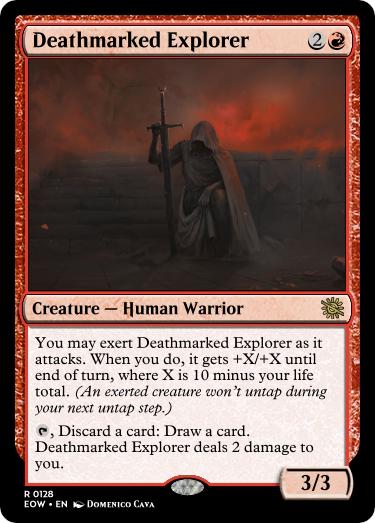 Deathmarked Explorer 2
Creature — Human Warrior
You may exert Deathmarked Explorer as it
attacks. When you do, it gets +X/+X until
end of turn, where X is 10 minus your life
total. (An exerted creature won't untap during
your next untap step.)
, Discard a card: Draw a card.
Deathmarked Explorer deals 2 damage to
you.
3/3
R 0128
EOW • EN Domenico Cava